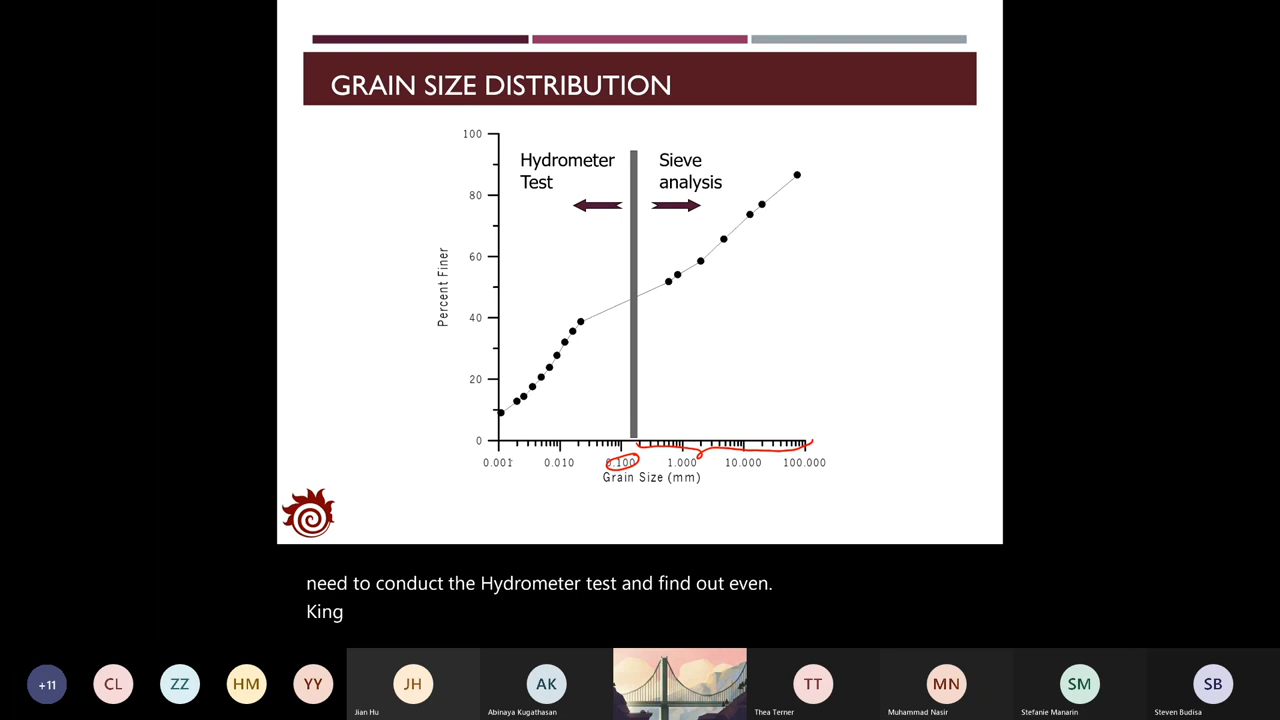 GRAIN SIZE DISTRIBUTION
100
80
60
40
20
0
Percent Finer
Hydrometer
Test
Sieve
analysis
0.001 0.010 0.100 1.000 10.000 100.000
Grain Size (mm)
need to conduct the Hydrometer test and find out even.
King
+11 CL ZZ HM YY JH AK TT MN SM SB
Jian Hu Abinaya Kugathasan Thea Terner Muhammad Nasir Stefanie Manarin Steven Budisa